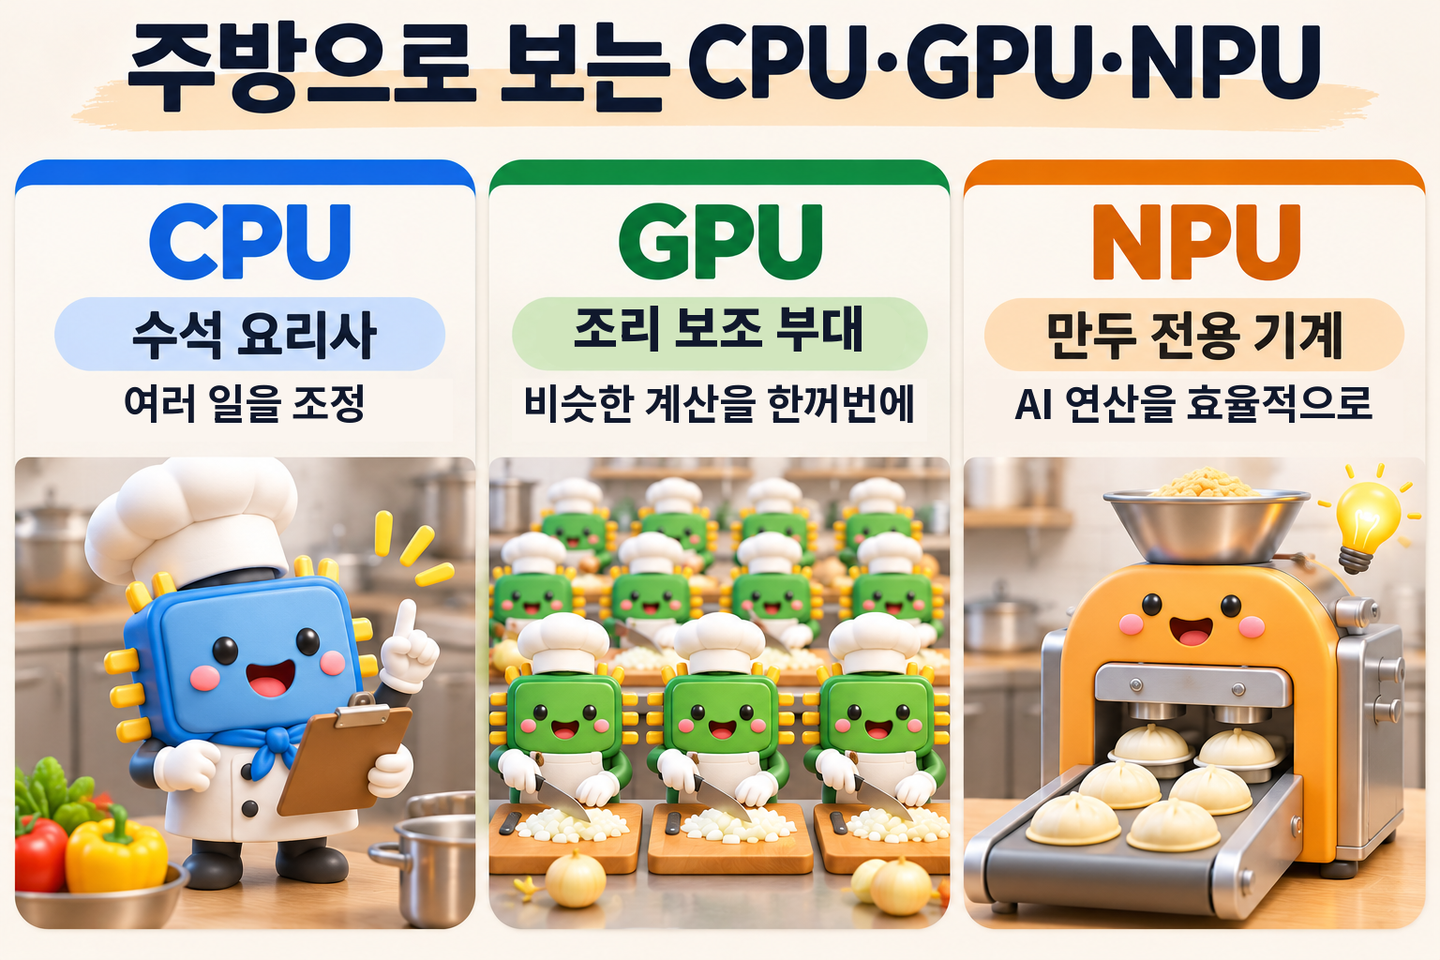 주방으로 보는 CPU·GPU·NPU
CPU
수석 요리사
여러 일을 조정
GPU
조리 보조 부대
비슷한 계산을 한꺼번에
NPU
만두 전용 기계
AI 연산을 효율적으로